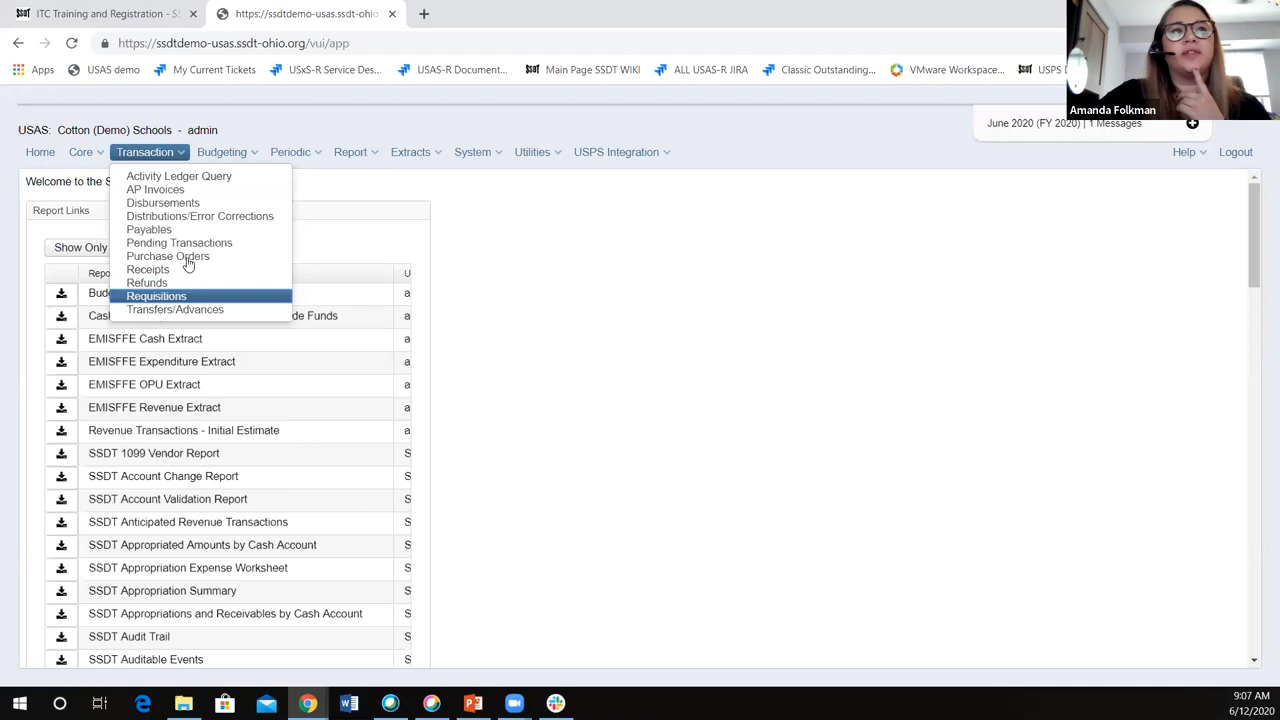 ITC Training and Registration - S
https://ssdtdemo-usas.ssdt-ohio.
https://ssdtdemo-usas.ssdt-ohio.org/vui/app
Apps USAS demo My Current Tickets USxS-R Service Des... USAS-R Document... Main Page SSDT WIKI ALL USAS-R JIRA Classic Outstanding... VMware Workspace... USPS
Amanda Folkman
USAS: Cotton (Demo) Schools - admin
June 2020 (FY 2020) | 1 Messages
Home Core Transaction Budgeting Periodic Report Extracts System Utilities USPS Integration Help Logout
Welcome to the S
Activity Ledger Query
AP Invoices
Disbursements
Distributions/Error Corrections
Payables
Pending Transactions
Purchase Orders
Receipts
Refunds
Requisitions
Transfers/Advances
Report Links
Show Only
Repo U
Bud a
Cash de Funds a
EMISFFE Cash Extract a
EMISFFE Expenditure Extract a
EMISFFE OPU Extract a
EMISFFE Revenue Extract a
Revenue Transactions - Initial Estimate a
SSDT 1099 Vendor Report S
SSDT Account Change Report S
SSDT Account Validation Report S
SSDT Anticipated Revenue Transactions S
SSDT Appropriated Amounts by Cash Account S
SSDT Appropriation Expense Worksheet S
SSDT Appropriation Summary S
SSDT Appropriations and Receivables by Cash Account S
SSDT Audit Trail S
SSDT Auditable Events S
9:07 AM
6/12/2020